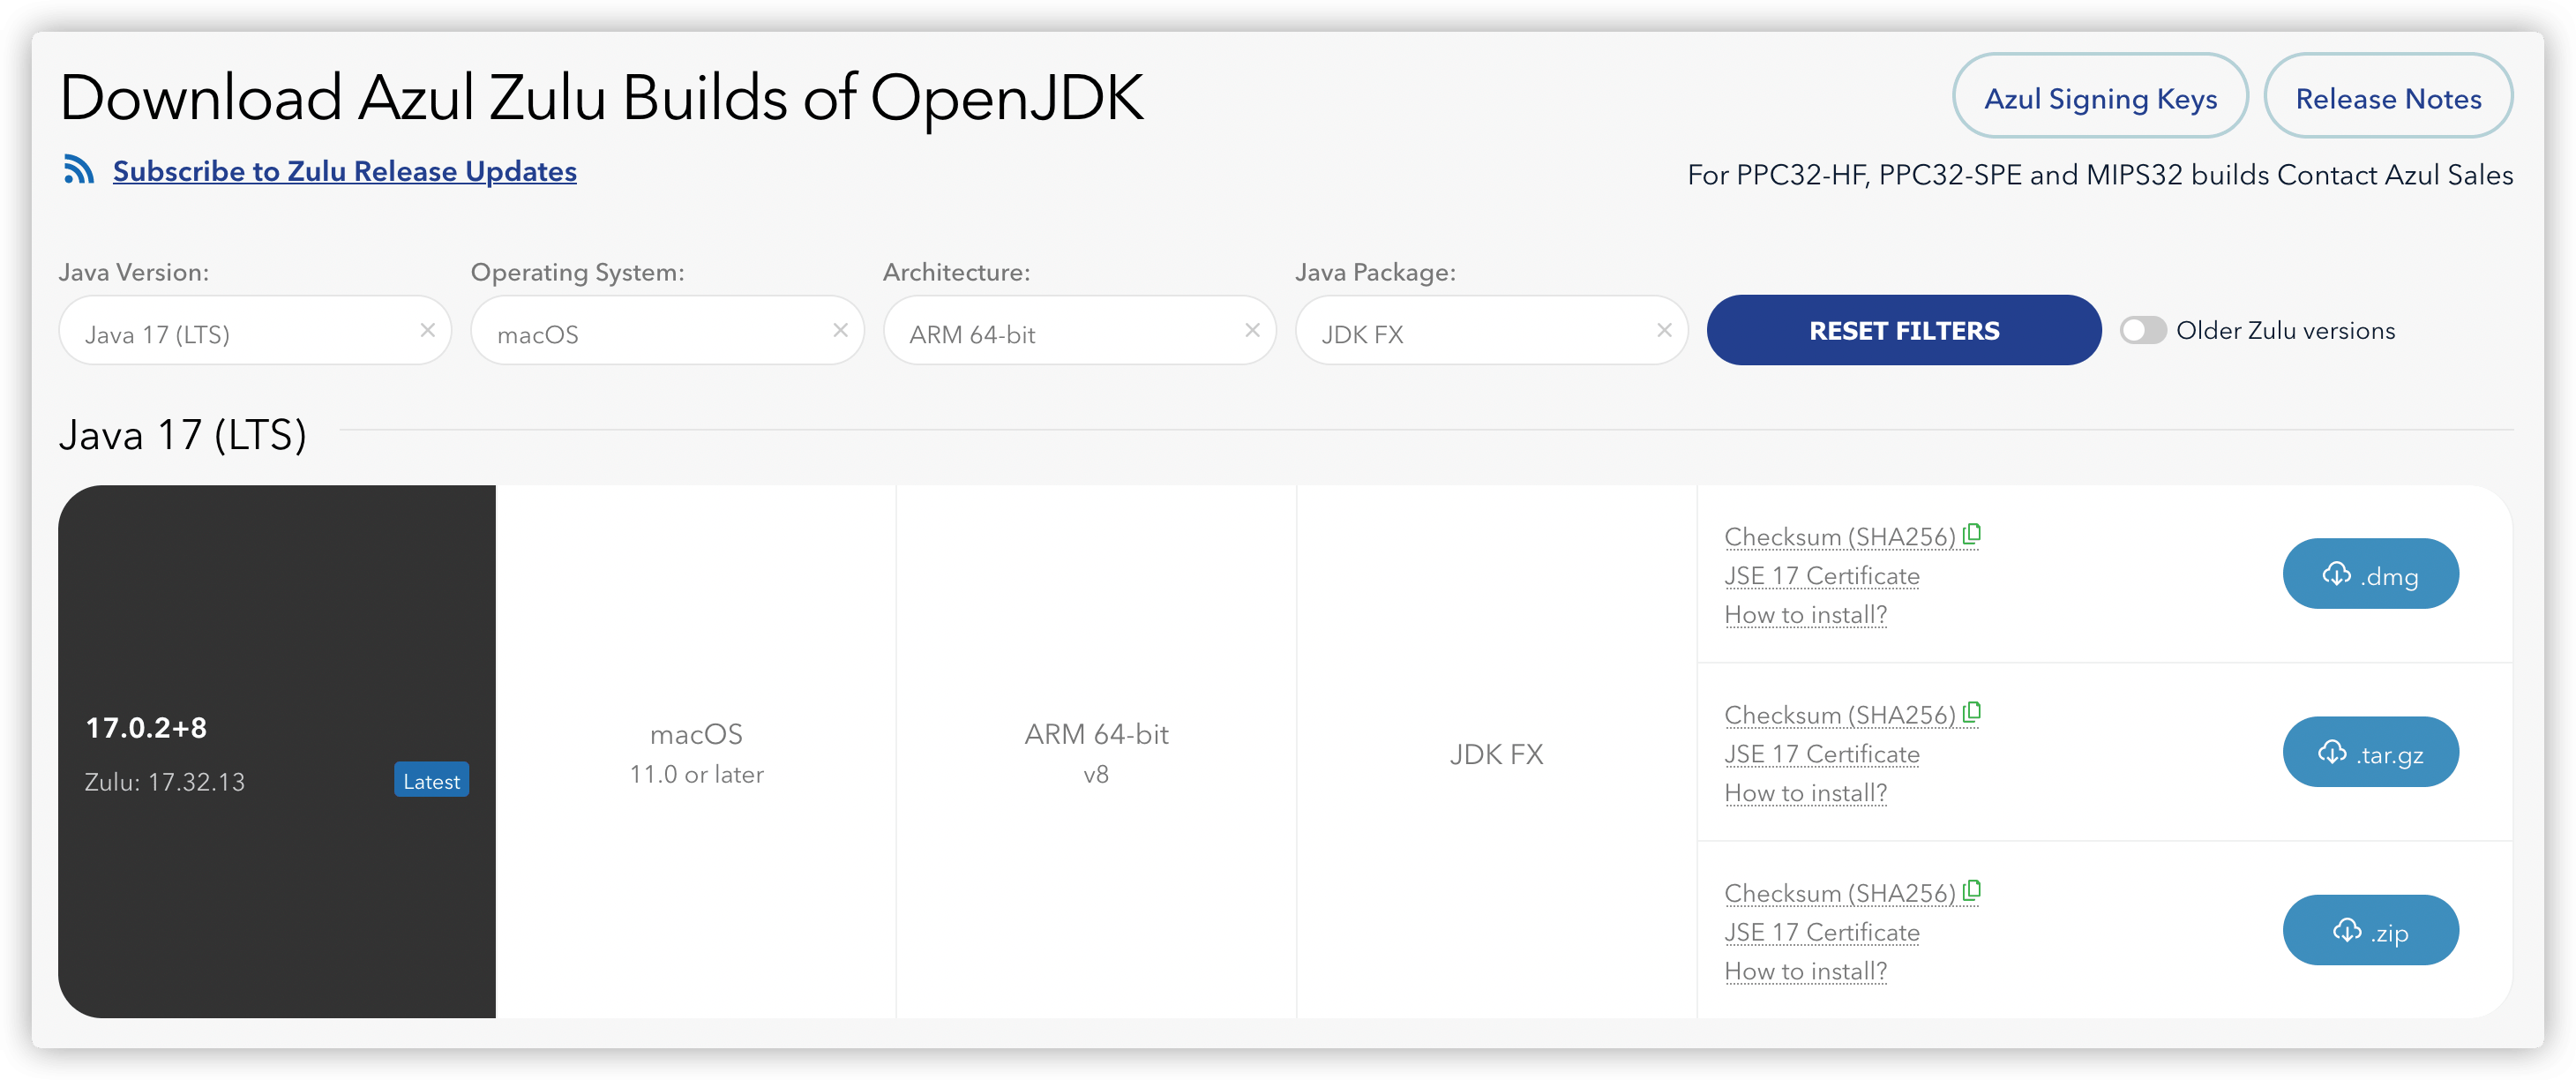 Download Azul Zulu Builds of OpenJDK
Azul Signing Keys
Release Notes
Subscribe to Zulu Release Updates
For PPC32-HF, PPC32-SPE and MIPS32 builds Contact Azul Sales
Java Version:
Operating System:
Architecture:
Java Package:
Java 17 (LTS)
macOS
ARM 64-bit
JDK FX
RESET FILTERS
Older Zulu versions
Java 17 (LTS)
17.0.2+8
Zulu: 17.32.13
Latest
macOS
11.0 or later
ARM 64-bit
v8
JDK FX
Checksum (SHA256)
JSE 17 Certificate
How to install?
.dmg
Checksum (SHA256)
JSE 17 Certificate
How to install?
.tar.gz
Checksum (SHA256)
JSE 17 Certificate
How to install?
.zip